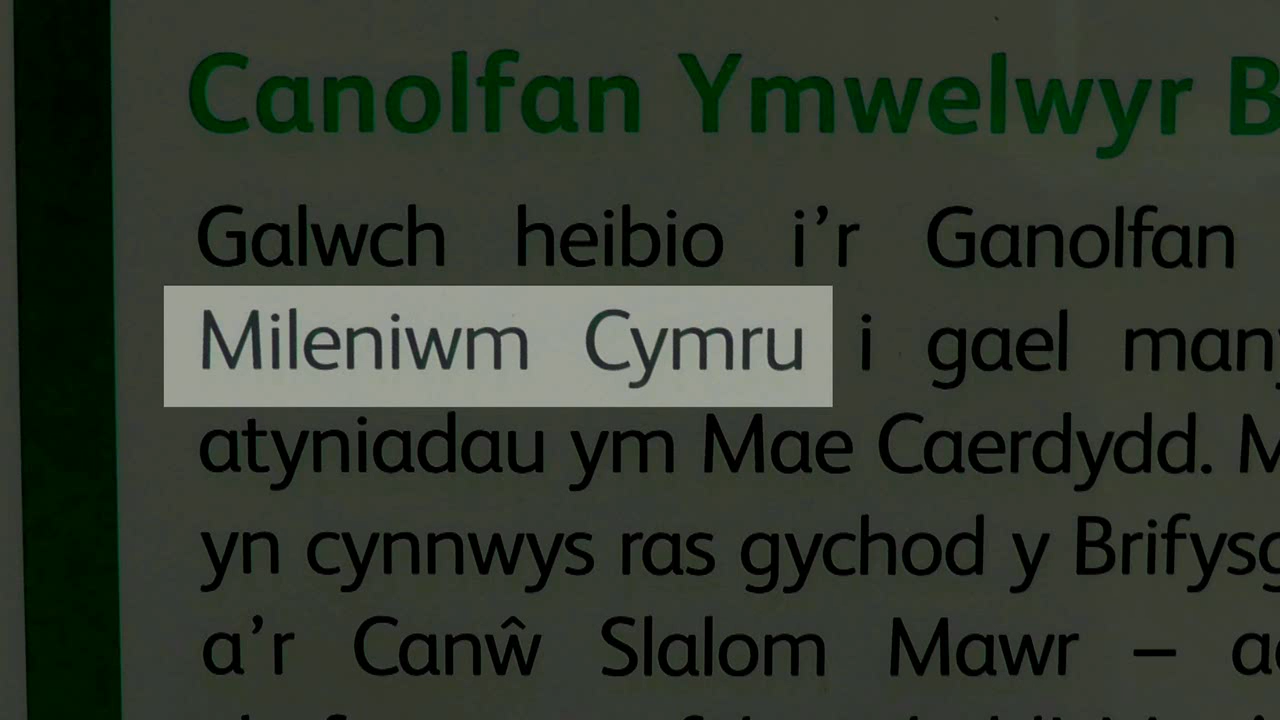 Canolfan Ymwelwyr
Galwch heibio i’r Ganolfan
Mileniwm Cymru i gael
atyniadau ym Mae Caerdydd.
yn cynnwys ras gychod y
a’r Canŵ Slalom Mawr –